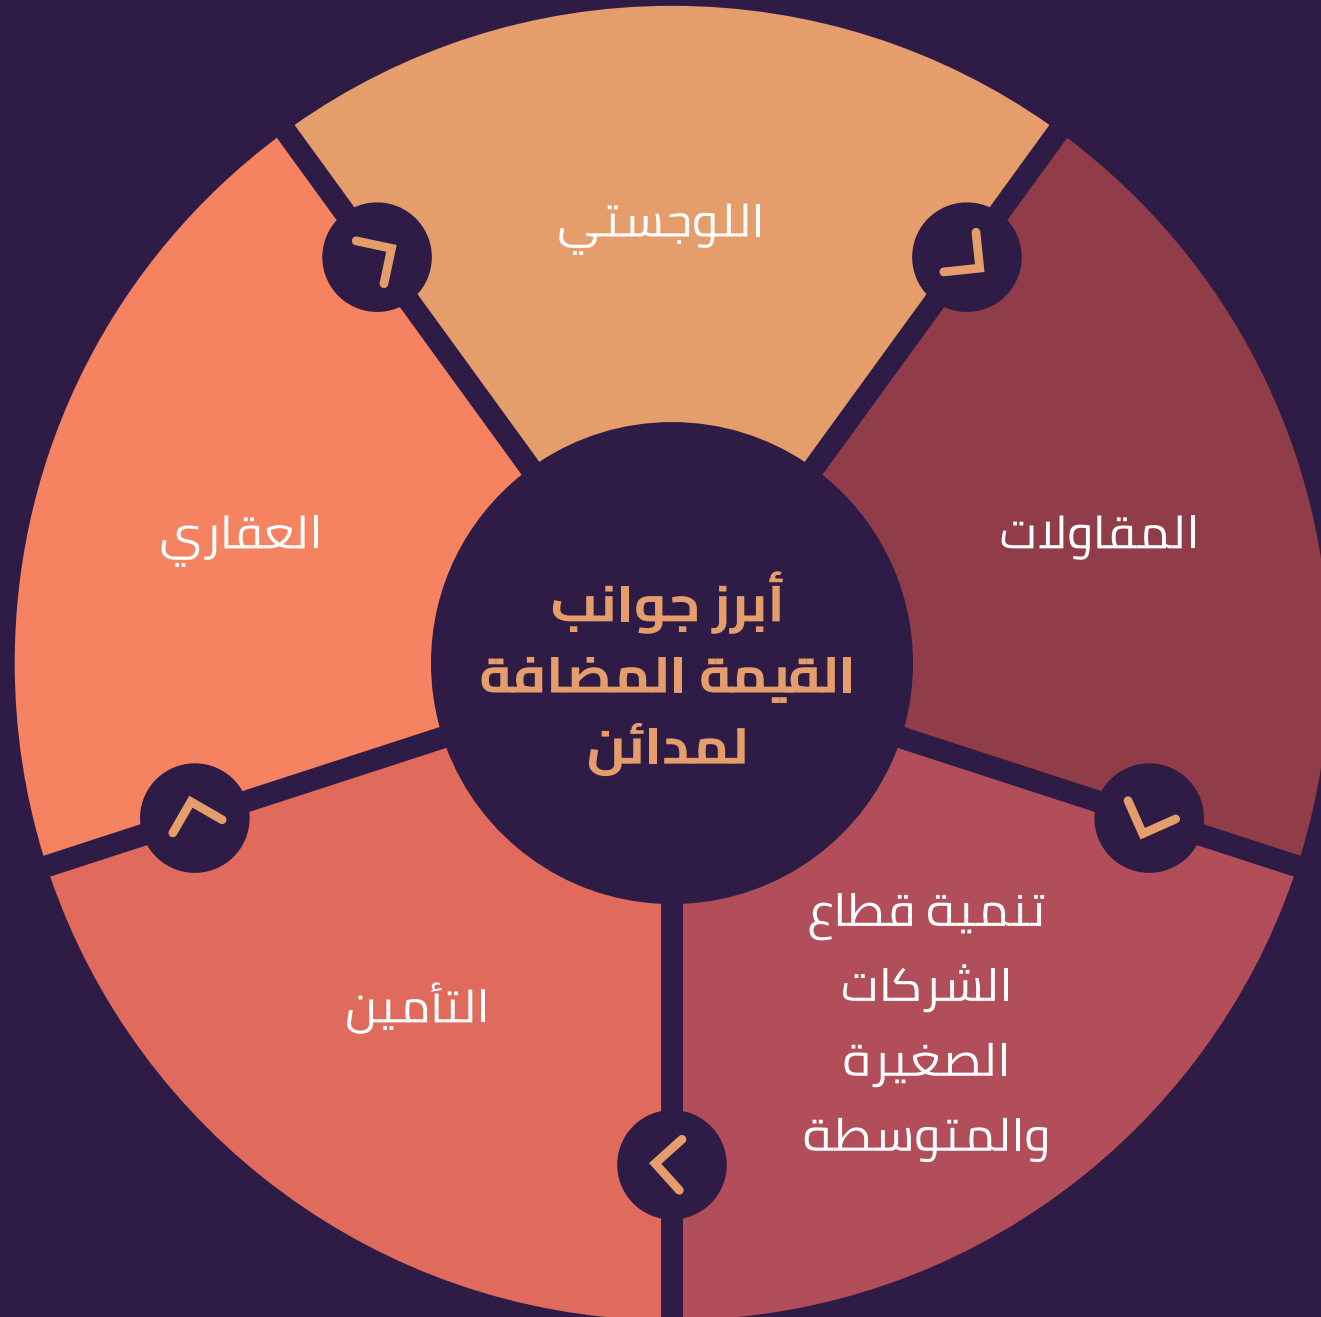 اللوجستي
المقاولات
تنمية قطاع
الشركات
الصغيرة
والمتوسطة
التأمين
العقاري
أبرز جوانب
القيمة المضافة
لمدائن